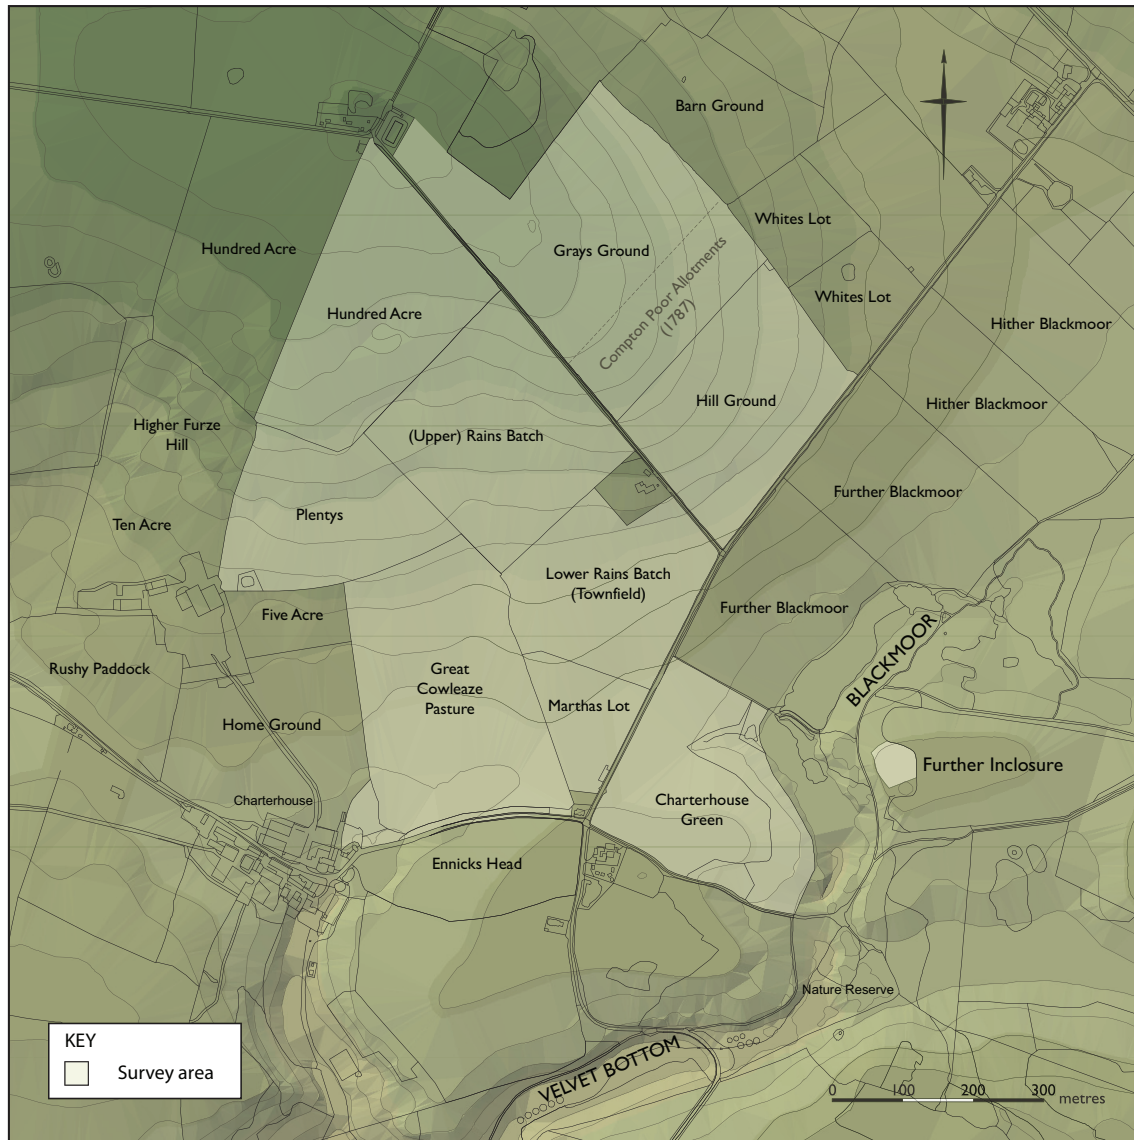 Barn Ground
Whites Lot
Hundred Acre
Grays Ground
Compton Poor Allotments
(1787)
Whites Lot
Hundred Acre
Hither Blackmoor
Hill Ground
Hither Blackmoor
Higher Furze
Hill
(Upper) Rains Batch
Further Blackmoor
Plentys
Ten Acre
Lower Rains Batch
(Townfield)
Five Acre
Further Blackmoor
BLACKMOOR
Rushy Paddock
Great
Cowleaze
Pasture
Marthas Lot
Home Ground
Further Inclosure
Charterhouse
Charterhouse
Green
Ennicks Head
Nature Reserve
VELVET BOTTOM
KEY
Survey area
0 100 200 300 metres